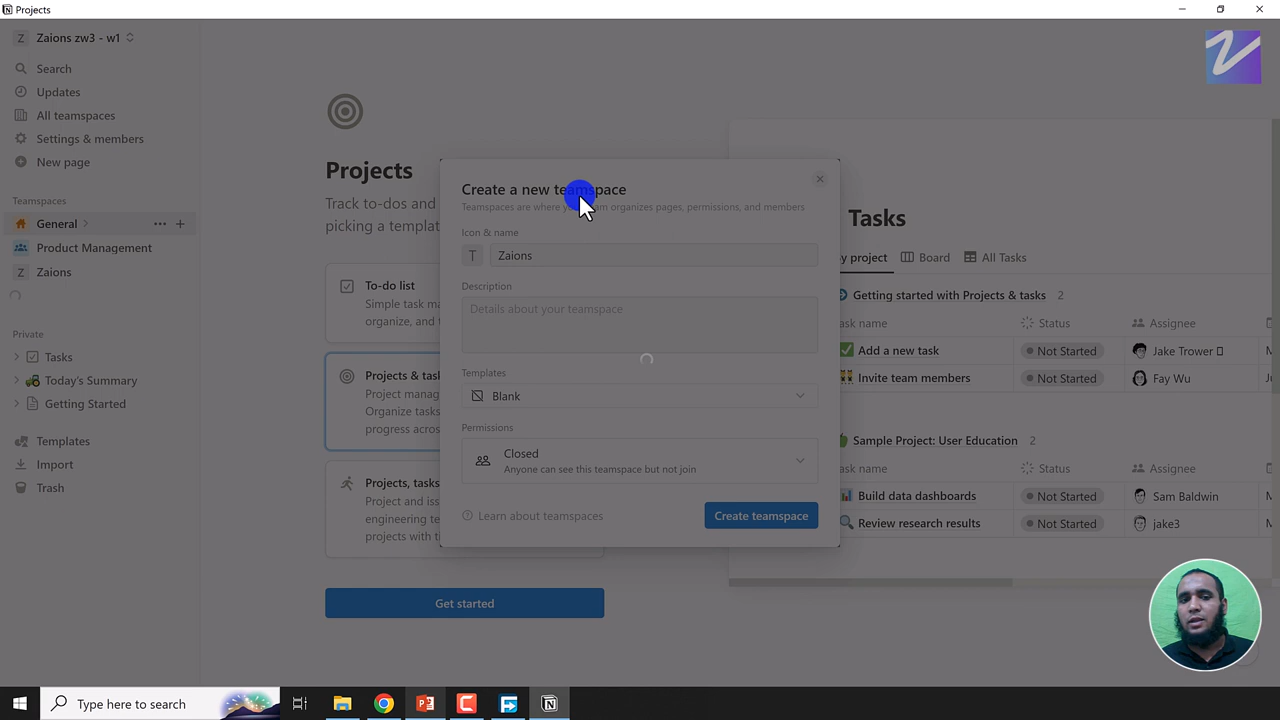 Projects
Z Zaions zw3 - w1
Search
Updates
All teamspaces
Settings & members
New page
Teamspaces
General
Product Management
Z Zaions
Private
Tasks
Today's Summary
Getting Started
Templates
Import
Trash
Projects
Track to-dos and
picking a templat
To-do list
Simple task ma
organize, and t
Projects & task
Project manag
Organize tasks
progress across
Projects, tasks
Project and iss
engineering te
projects with ti
Get started
Create a new teamspace
Teamspaces are where your team organizes pages, permissions, and members
Icon & name
T Zaions
Description
Details about your teamspace
Templates
Blank
Permissions
Closed
Anyone can see this teamspace but not join
Learn about teamspaces
Create teamspace
Tasks
y project Board All Tasks
Getting started with Projects & tasks 2
ask name Status Assignee
Add a new task Not Started Jake Trower M
Invite team members Not Started Fay Wu Ju
Sample Project: User Education 2
ask name Status Assignee
Build data dashboards Not Started Sam Baldwin M
Review research results Not Started jake3 M
Type here to search